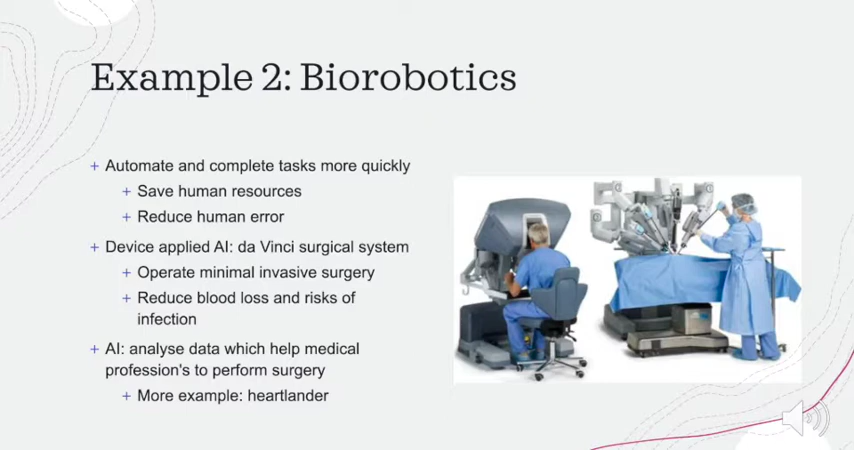 Example 2: Biorobotics
+ Automate and complete tasks more quickly
+ Save human resources
+ Reduce human error
+ Device applied AI: da Vinci surgical system
+ Operate minimal invasive surgery
+ Reduce blood loss and risks of
infection
+ AI: analyse data which help medical
profession's to perform surgery
+ More example: heartlander